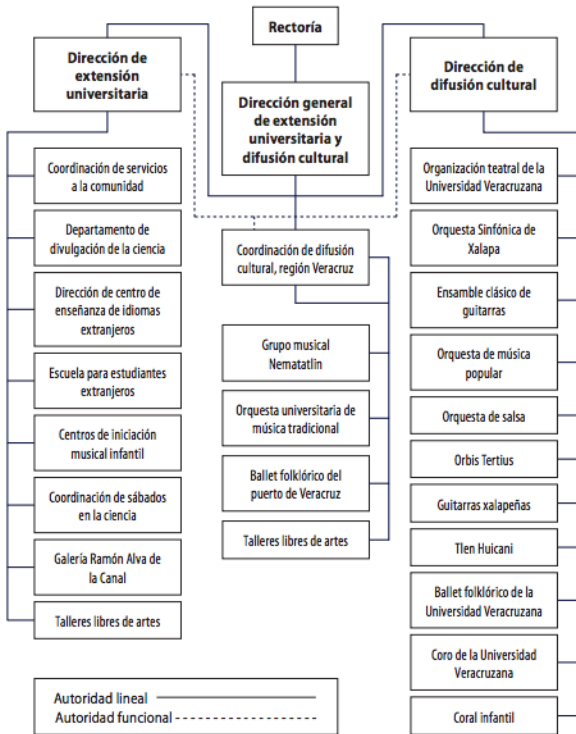 Rectoría
Dirección de
extensión
universitaria
Dirección general
de extensión
universitaria y
difusión cultural
Dirección de
difusión cultural
Coordinación de servicios
a la comunidad
Departamento de
divulgación de la ciencia
Dirección de centro de
enseñanza de idiomas
extranjeros
Escuela para estudiantes
extranjeros
Centros de iniciación
musical infantil
Coordinación de sábados
en la ciencia
Galería Ramón Alva de
la Canal
Talleres libres de artes
Coordinación de difusión
cultural, región Veracruz
Grupo musical
Nematatlin
Orquesta universitaria de
música tradicional
Ballet folklórico del
puerto de Veracruz
Talleres libres de artes
Organización teatral de la
Universidad Veracruzana
Orquesta Sinfónica de
Xalapa
Ensamble clásico de
guitarras
Orquesta de música
popular
Orquesta de salsa
Orbis Tertius
Guitarras xalapeñas
Tlen Huicani
Ballet folklórico de la
Universidad Veracruzana
Coro de la Universidad
Veracruzana
Coral infantil
Autoridad lineal
Autoridad funcional